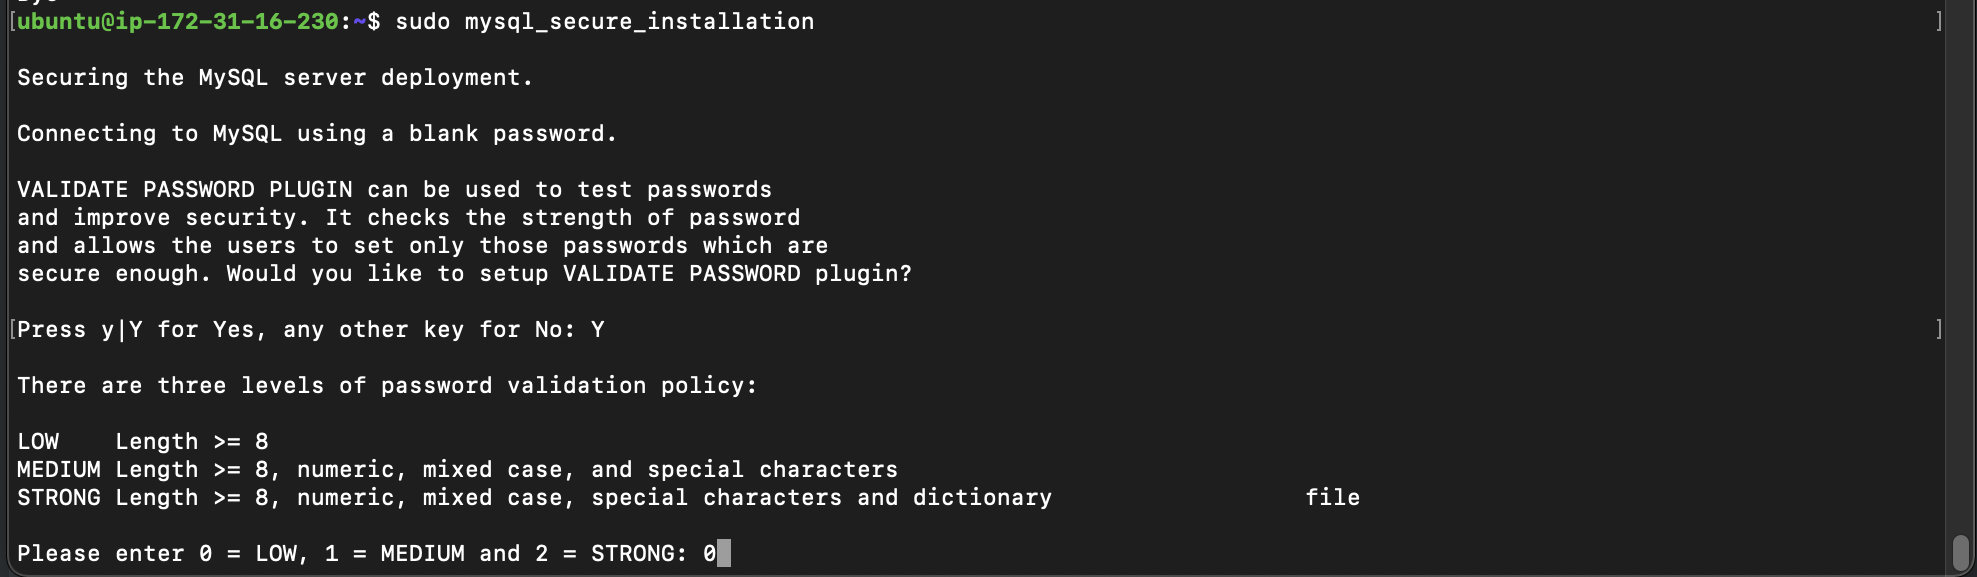 [ubuntu@ip-172-31-16-230:~$ sudo mysql_secure_installation ]
Securing the MySQL server deployment.
Connecting to MySQL using a blank password.
VALIDATE PASSWORD PLUGIN can be used to test passwords
and improve security. It checks the strength of password
and allows the users to set only those passwords which are
secure enough. Would you like to setup VALIDATE PASSWORD plugin?
[Press y|Y for Yes, any other key for No: Y ]
There are three levels of password validation policy:
LOW    Length >= 8
MEDIUM Length >= 8, numeric, mixed case, and special characters
STRONG Length >= 8, numeric, mixed case, special characters and dictionary                  file
Please enter 0 = LOW, 1 = MEDIUM and 2 = STRONG: 0